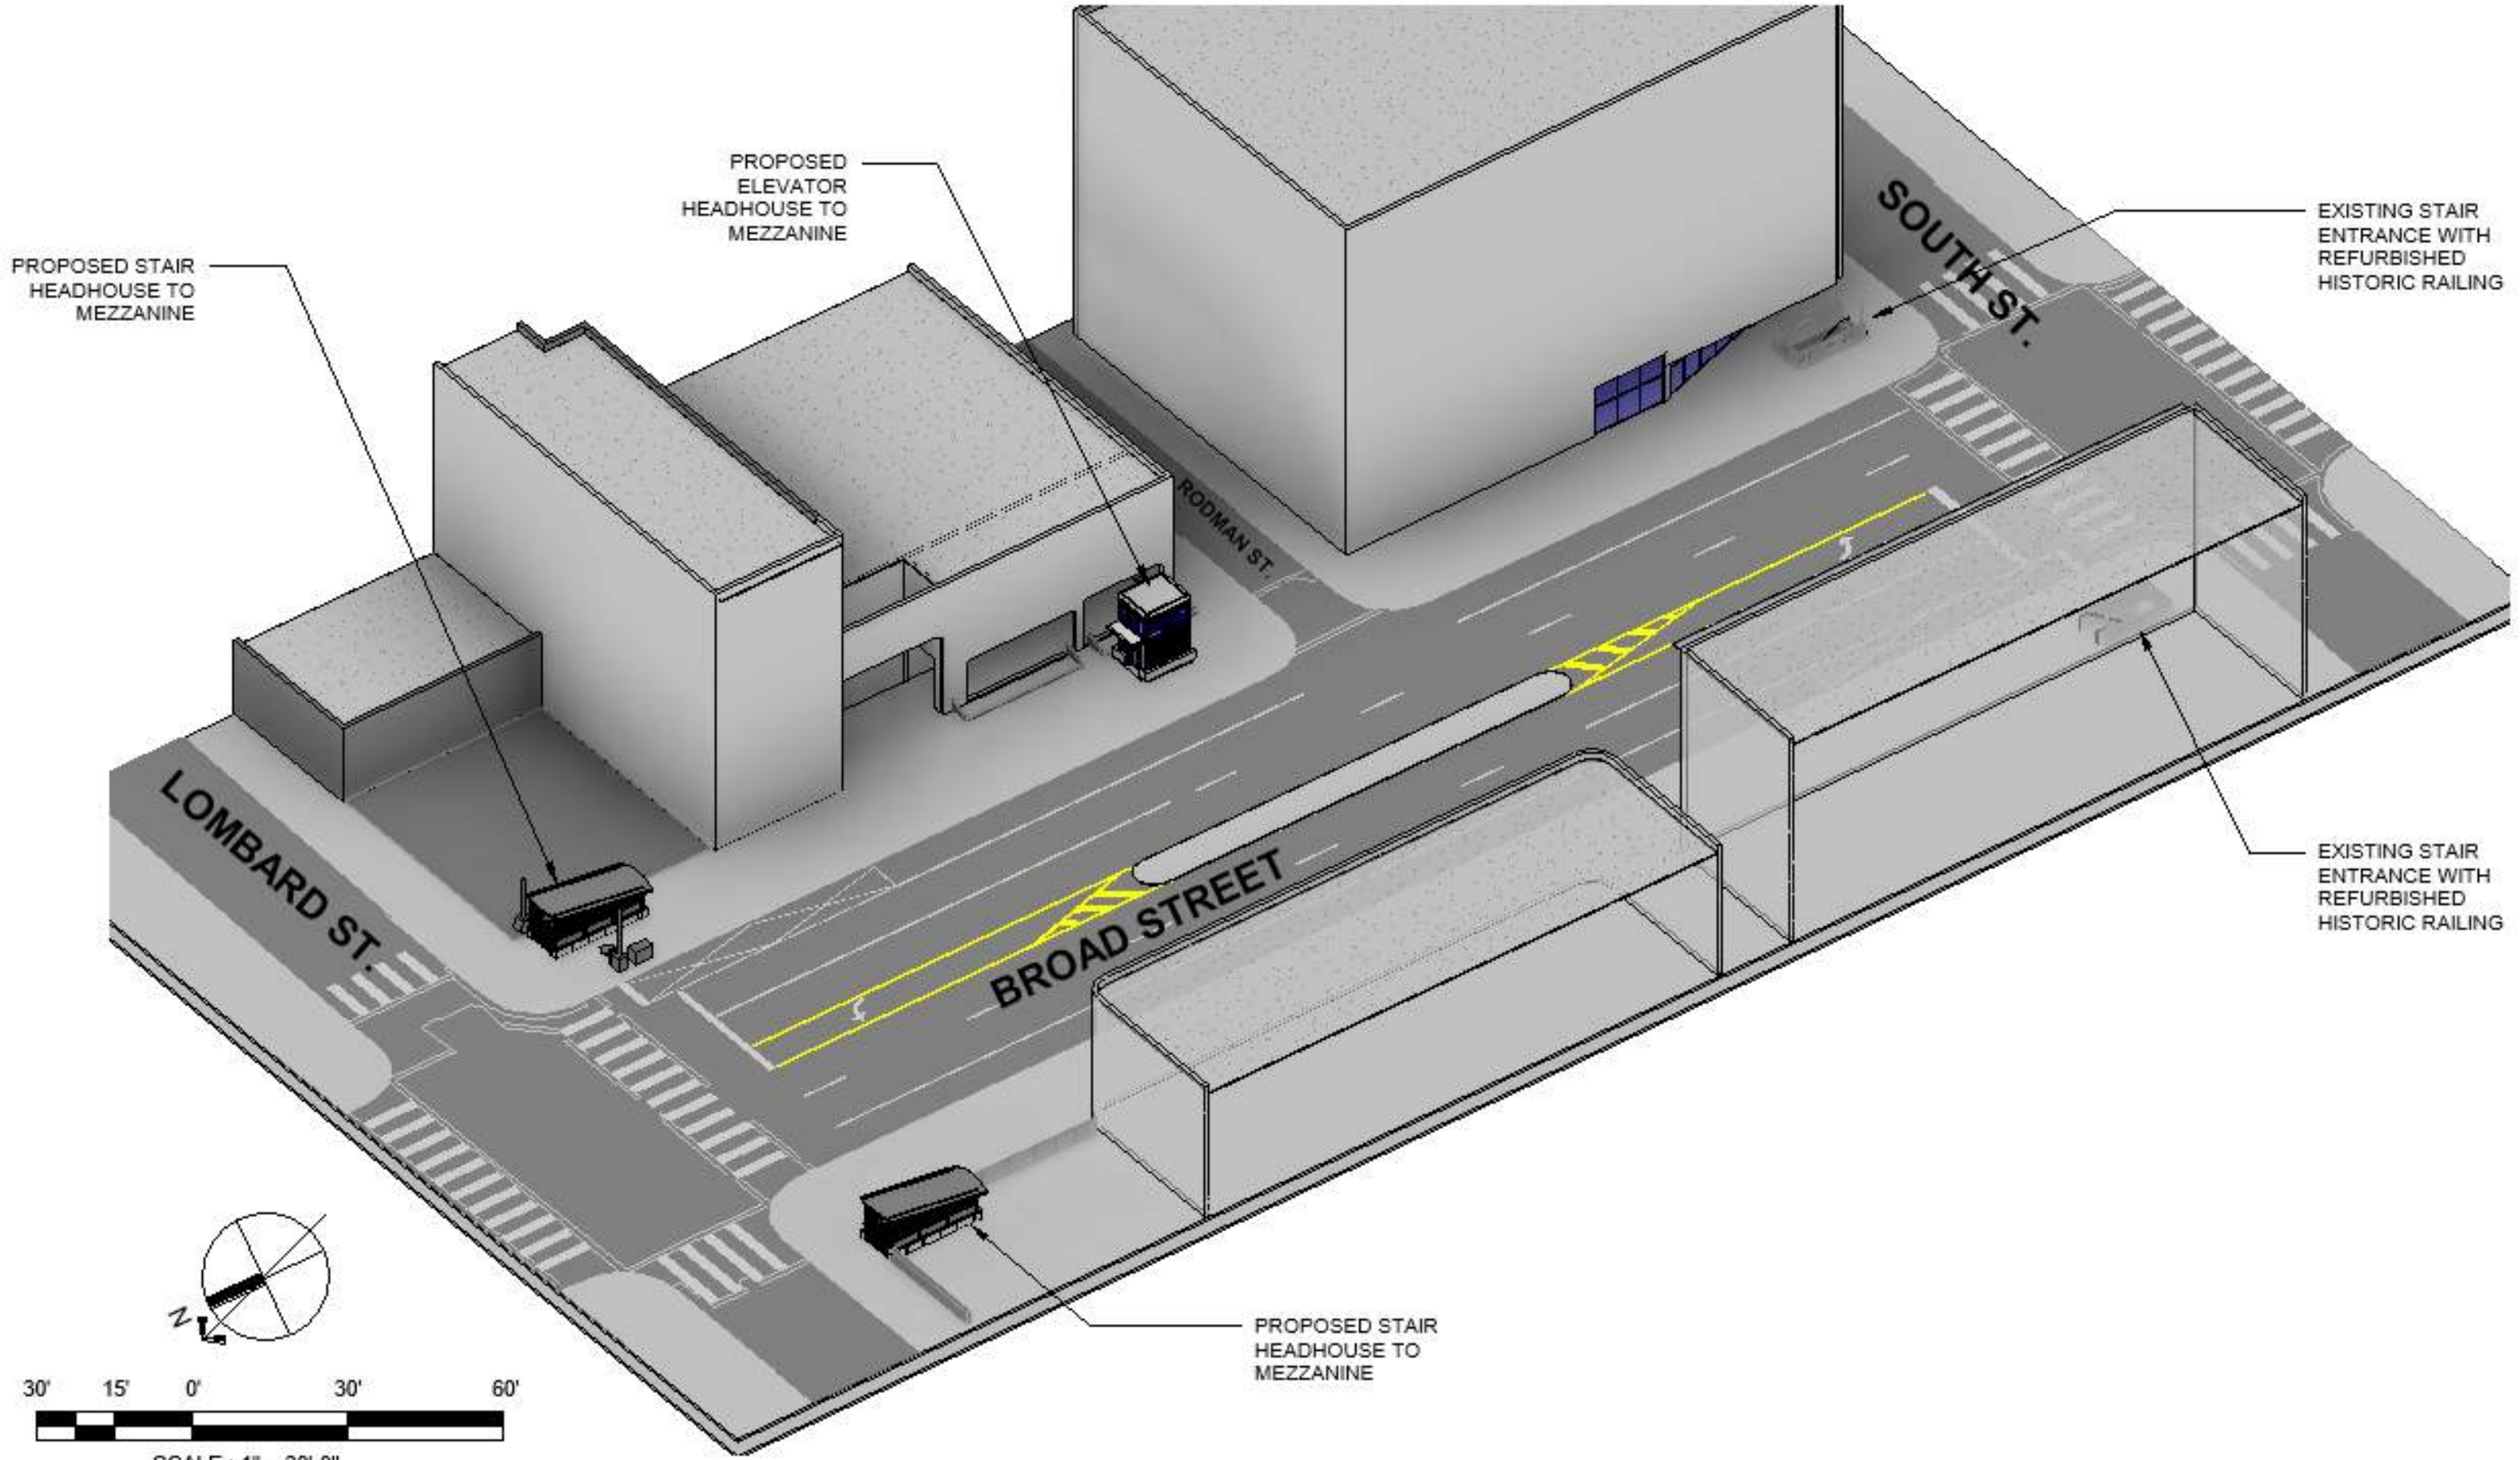 PROPOSED
ELEVATOR
HEADHOUSE TO
MEZZANINE
PROPOSED STAIR
HEADHOUSE TO
MEZZANINE
EXISTING STAIR
ENTRANCE WITH
REFURBISHED
HISTORIC RAILING
SOUTH ST.
RODMAN ST.
LOMBARD ST.
BROAD STREET
EXISTING STAIR
ENTRANCE WITH
REFURBISHED
HISTORIC RAILING
PROPOSED STAIR
HEADHOUSE TO
MEZZANINE
N
30' 15' 0' 30' 60'